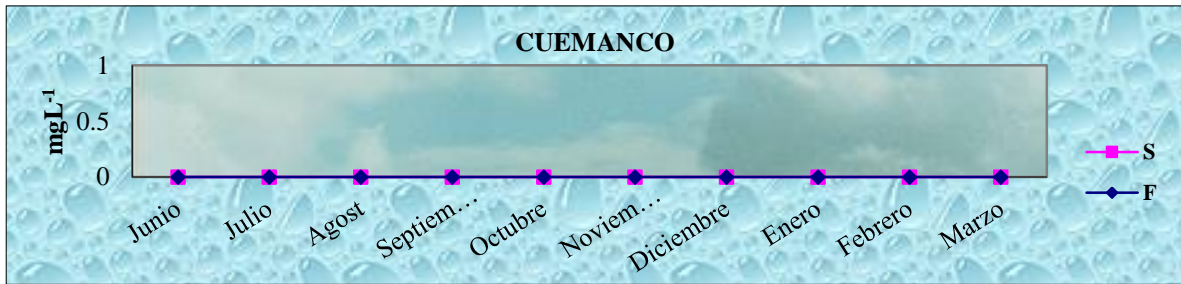 CUEMANCO
1
0.5
0
mgL-1
Junio
Julio
Agost
Septiem…
Octubre
Noviem…
Diciembre
Enero
Febrero
Marzo
S
F